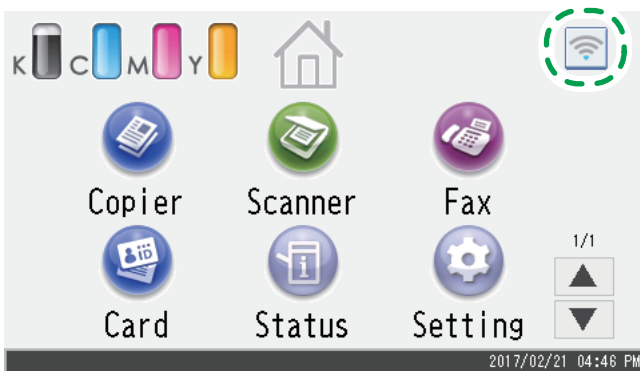 K C M Y
Copier Scanner Fax
1/1
Card Status Setting
2017/02/21 04:46 PM